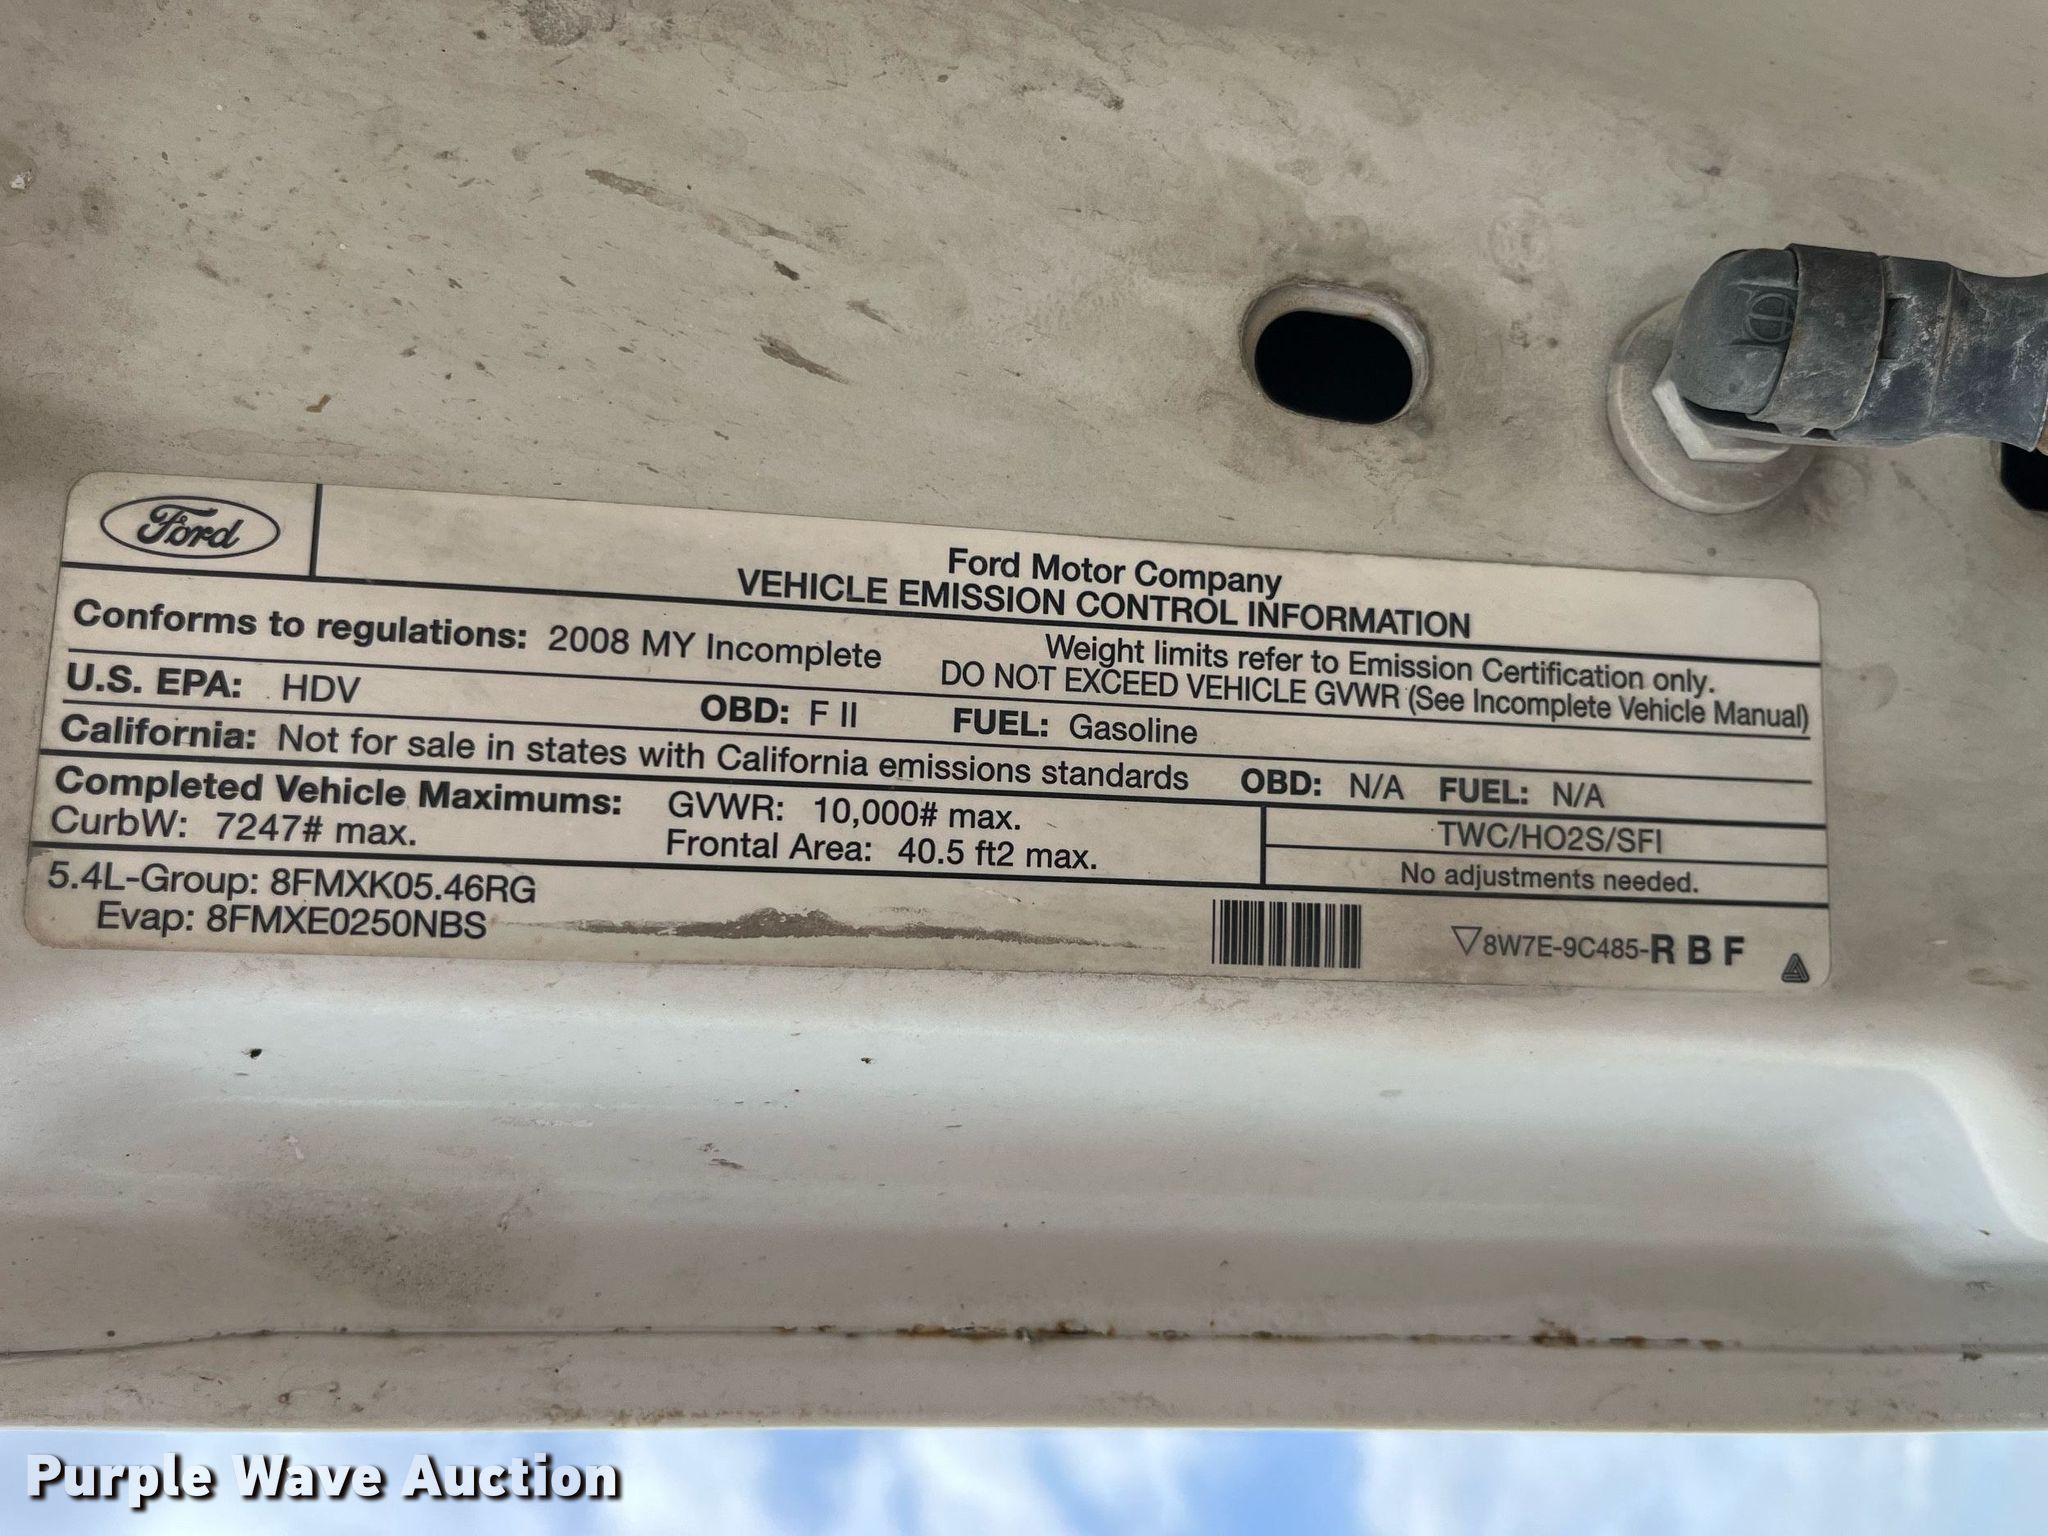 Ford
Ford Motor Company
VEHICLE EMISSION CONTROL INFORMATION
Conforms to regulations: 2008 MY Incomplete
Weight limits refer to Emission Certification only.
DO NOT EXCEED VEHICLE GVWR (See Incomplete Vehicle Manual)
U.S. EPA: HDV OBD: F II FUEL: Gasoline
California: Not for sale in states with California emissions standards OBD: N/A FUEL: N/A
Completed Vehicle Maximums: GVWR: 10,000# max.
CurbW: 7247# max. Frontal Area: 40.5 ft2 max.
TWC/HO2S/SFI
No adjustments needed.
5.4L-Group: 8FMXK05.46RG
Evap: 8FMXE0250NBS
8W7E-9C485-R B F
Purple Wave Auction